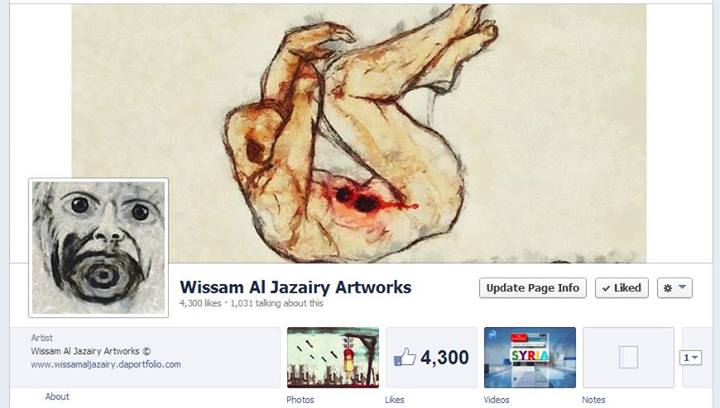 Wissam Al Jazairy Artworks
4,300 likes · 1,031 talking about this
Update Page Info
✓ Liked
Artist
Wissam Al Jazairy Artworks ©
www.wissamaljazairy.daportfolio.com
About
4,300
SYRIA
1
Photos
Likes
Videos
Notes